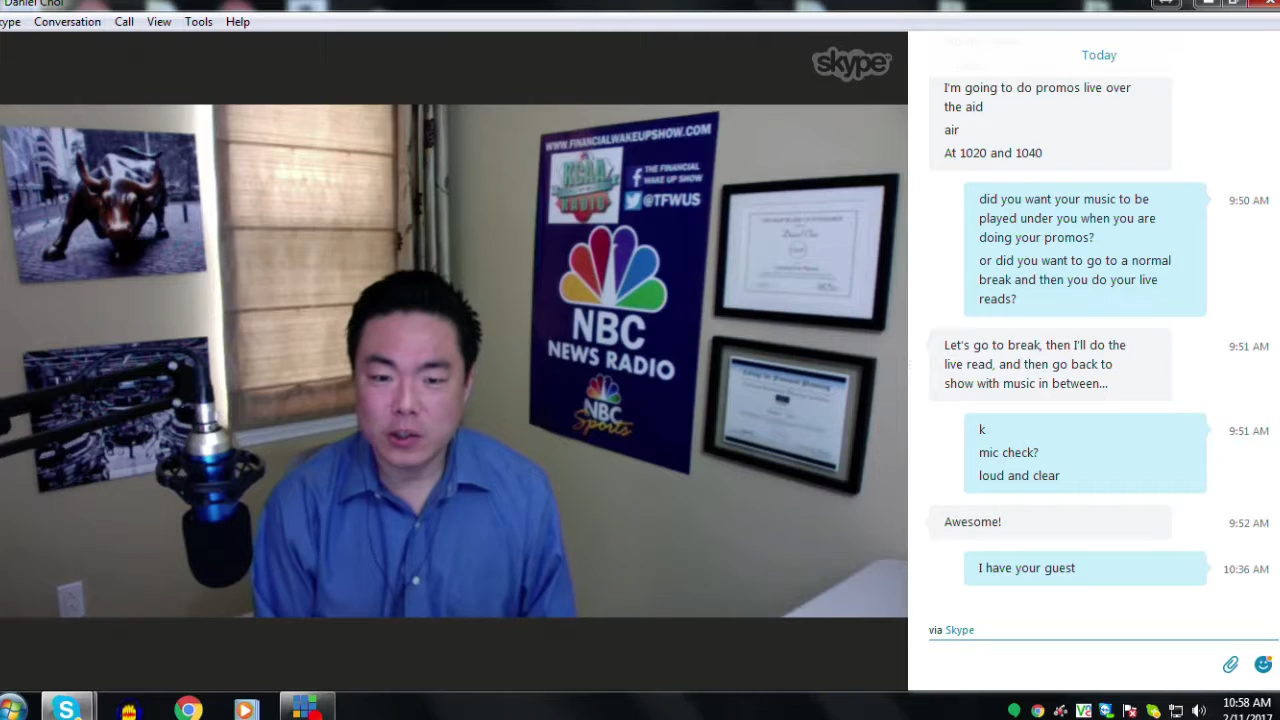 Daniel Choi
Skype Conversation Call View Tools Help
skype
Today
I'm going to do promos live over
the aid
air
At 1020 and 1040
did you want your music to be
played under you when you are
doing your promos?
or did you want to go to a normal
break and then you do your live
reads?
9:50 AM
Let's go to break, then I'll do the
live read, and then go back to
show with music in between...
9:51 AM
k
mic check?
loud and clear
9:51 AM
Awesome!
9:52 AM
I have your guest
10:36 AM
via Skype
WWW.FINANCIALWAKEUPSHOW.COM
KCAA
RADIO
THE FINANCIAL
WAKE UP SHOW
@TFWUS
NBC
NEWS RADIO
NBC
Sports
Daniel Choi
10:58 AM
2/11/2017